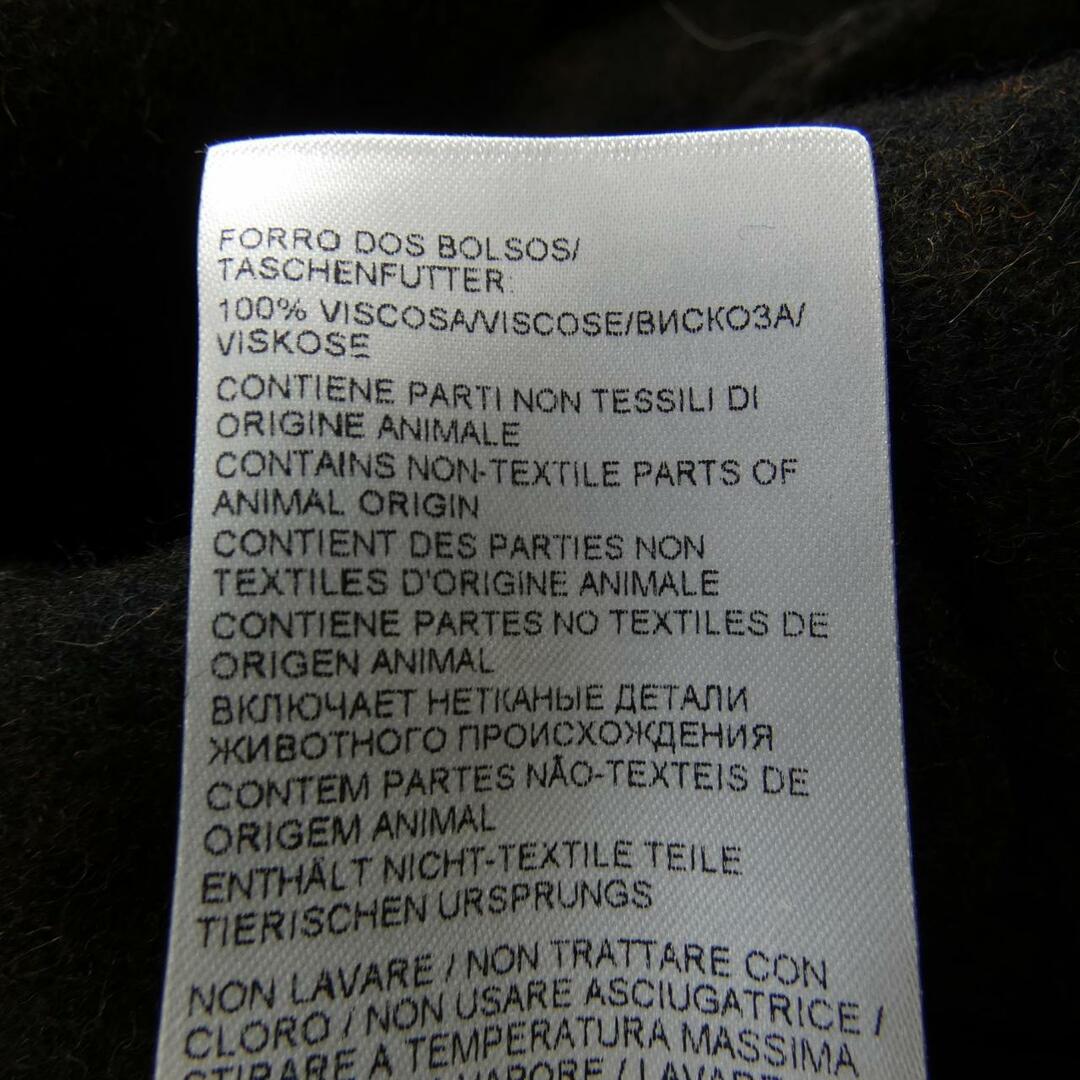 FORRO DOS BOLSOS/
TASCHENFUTTER:
100% VISCOSA/VISCOSE/ВИСКОЗА/
VISKOSE
CONTIENE PARTI NON TESSILI DI
ORIGINE ANIMALE
CONTAINS NON-TEXTILE PARTS OF
ANIMAL ORIGIN
CONTIENT DES PARTIES NON
TEXTILES D'ORIGINE ANIMALE
CONTIENE PARTES NO TEXTILES DE
ORIGEN ANIMAL
ВКЛЮЧАЕТ НЕТКАНЫЕ ДЕТАЛИ
ЖИВОТНОГО ПРОИСХОЖДЕНИЯ
CONTEM PARTES NÃO-TEXTEIS DE
ORIGEM ANIMAL
ENTHÄLT NICHT-TEXTILE TEILE
TIERISCHEN URSPRUNGS
NON LAVARE / NON TRATTARE CON
CLORO / NON USARE ASCIUGATRICE /
STIRARE A TEMPERATURA MASSIMA
VAPORE / LAVARE